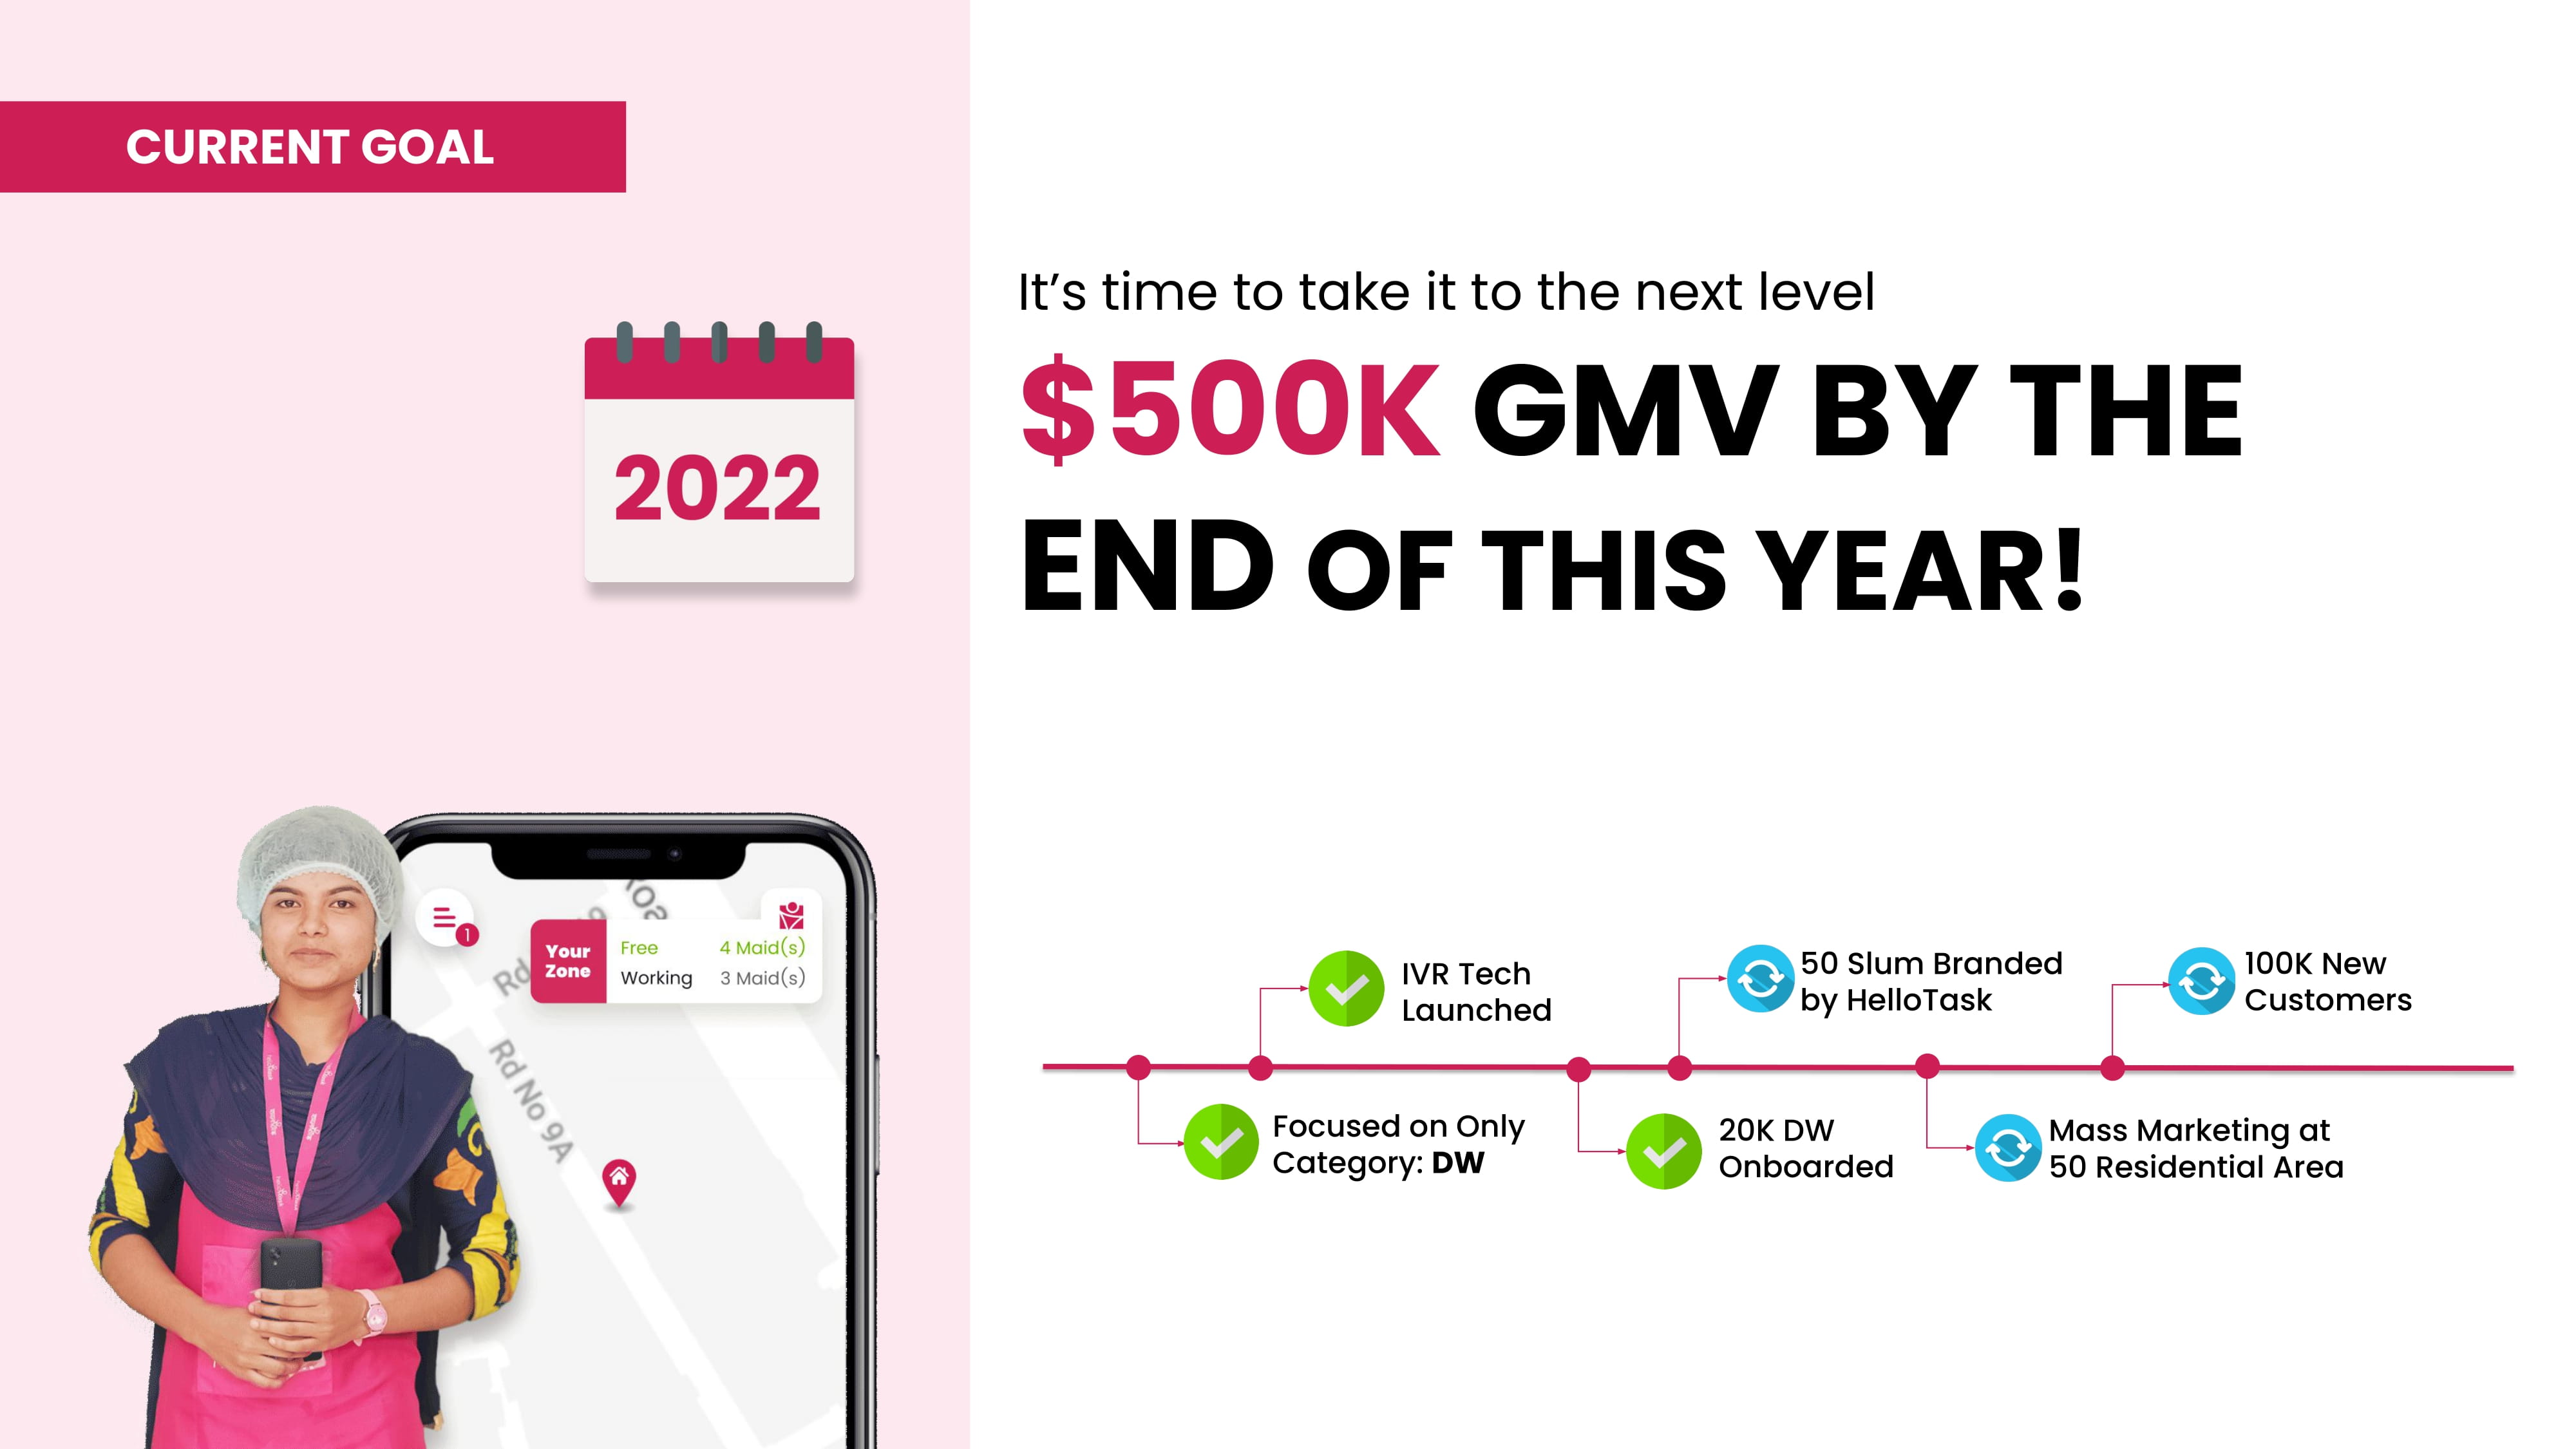 CURRENT GOAL
2022
It’s time to take it to the next level
$500K GMV BY THE
END OF THIS YEAR!
1
Your
Zone
Free 4 Maid(s)
Working 3 Maid(s)
Rd
Rd No 9A
IVR Tech
Launched
50 Slum Branded
by HelloTask
100K New
Customers
Focused on Only
Category: DW
20K DW
Onboarded
Mass Marketing at
50 Residential Area